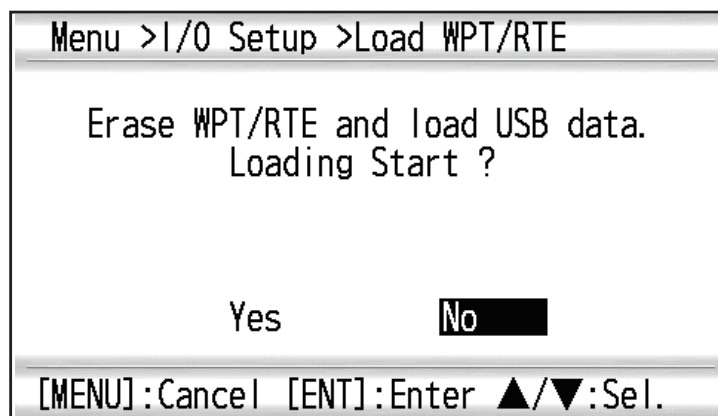 Menu >I/O Setup >Load WPT/RTE
Erase WPT/RTE and load USB data.
Loading Start ?
Yes No
[MENU]:Cancel [ENT]:Enter ▲/▼:Sel.